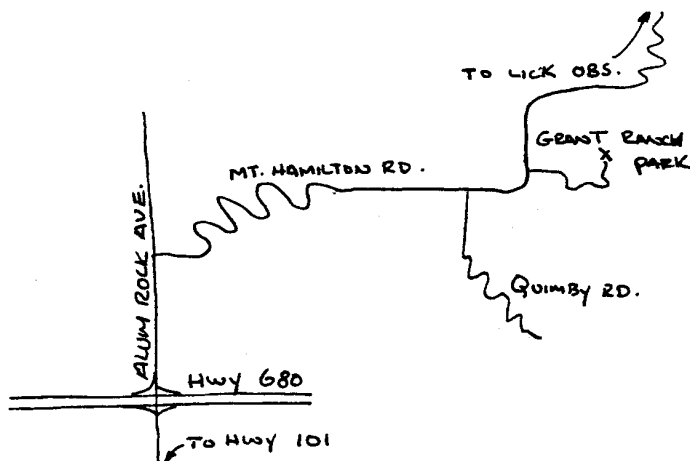 TO LICK OBS.
GRANT RANCH
X
PARK
MT. HAMILTON RD.
ALUM ROCK AVE.
QUIMBY RD.
HWY 680
TO HWY 101